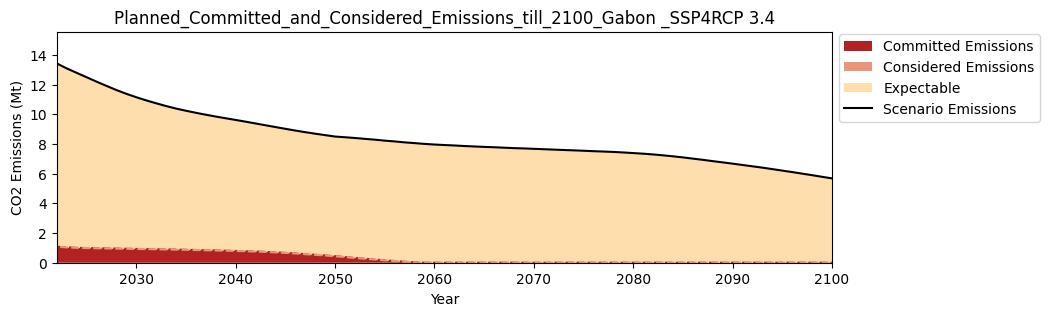 Planned_Committed_and_Considered_Emissions_till_2100_Gabon _SSP4RCP 3.4
Committed Emissions
Considered Emissions
Expectable
Scenario Emissions
CO2 Emissions (Mt)
14
12
10
8
6
4
2
0
2030 2040 2050 2060 2070 2080 2090 2100
Year